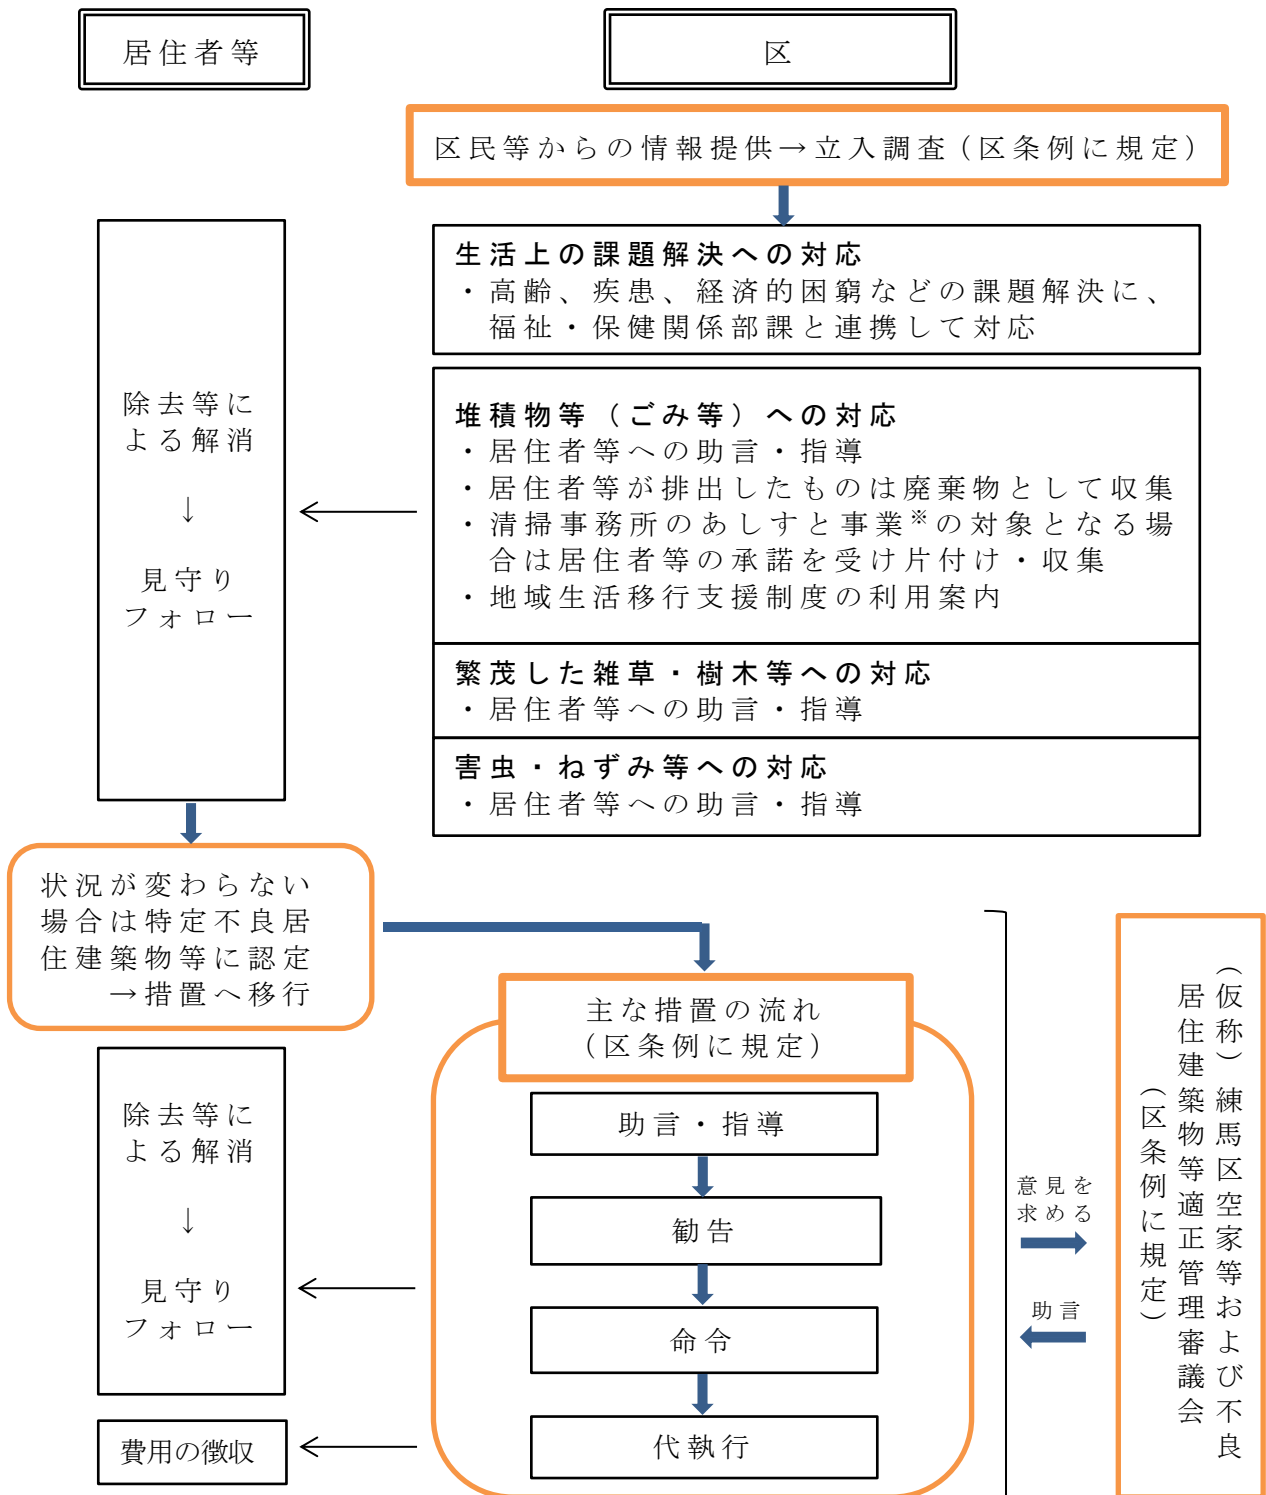 居住者等
区
区民等からの情報提供→立入調査（区条例に規定）
生活上の課題解決への対応
・高齢、疾患、経済的困窮などの課題解決に、
福祉・保健関係部課と連携して対応
除去等に
よる解消
↓
見守り
フォロー
堆積物等（ごみ等）への対応
・居住者等への助言・指導
・居住者等が排出したものは廃棄物として収集
・清掃事務所のあしすと事業※の対象となる場
合は居住者等の承諾を受け片付け・収集
・地域生活移行支援制度の利用案内
繁茂した雑草・樹木等への対応
・居住者等への助言・指導
害虫・ねずみ等への対応
・居住者等への助言・指導
状況が変わらない
場合は特定不良居
住建築物等に認定
→措置へ移行
主な措置の流れ
（区条例に規定）
助言・指導
勧告
命令
代執行
除去等に
よる解消
↓
見守り
フォロー
費用の徴収
意見を
求める
助言
（仮称）練馬区空家等および不良
居住建築物等適正管理審議会
（区条例に規定）